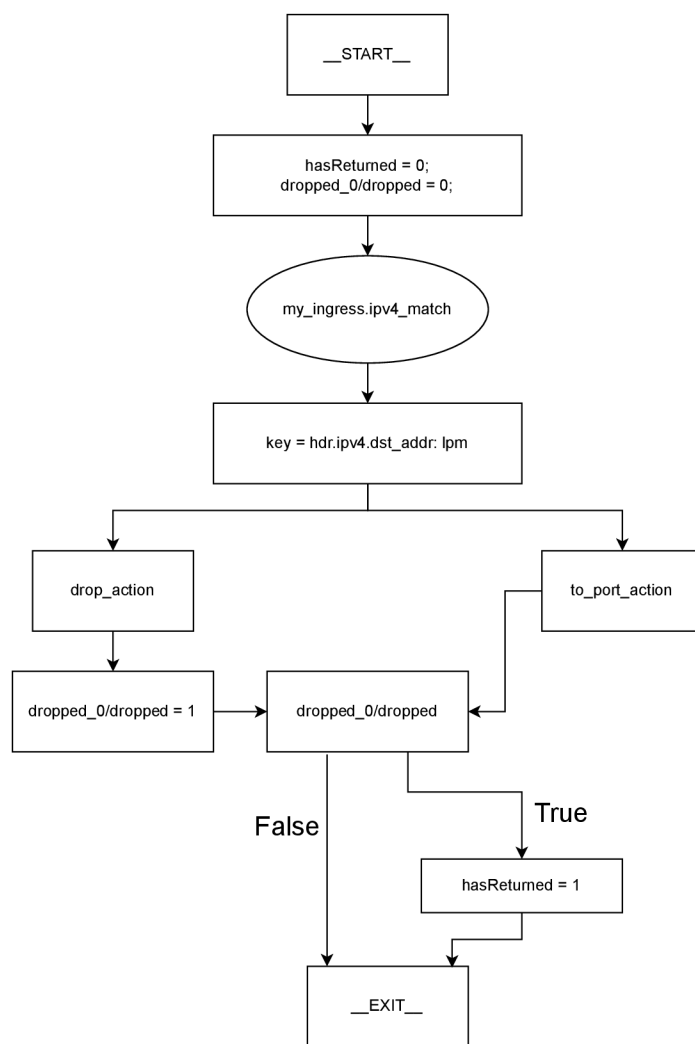 __START__
hasReturned = 0;
dropped_0/dropped = 0;
my_ingress.ipv4_match
key = hdr.ipv4.dst_addr: lpm
drop_action
to_port_action
dropped_0/dropped = 1
dropped_0/dropped
False
True
hasReturned = 1
__EXIT__